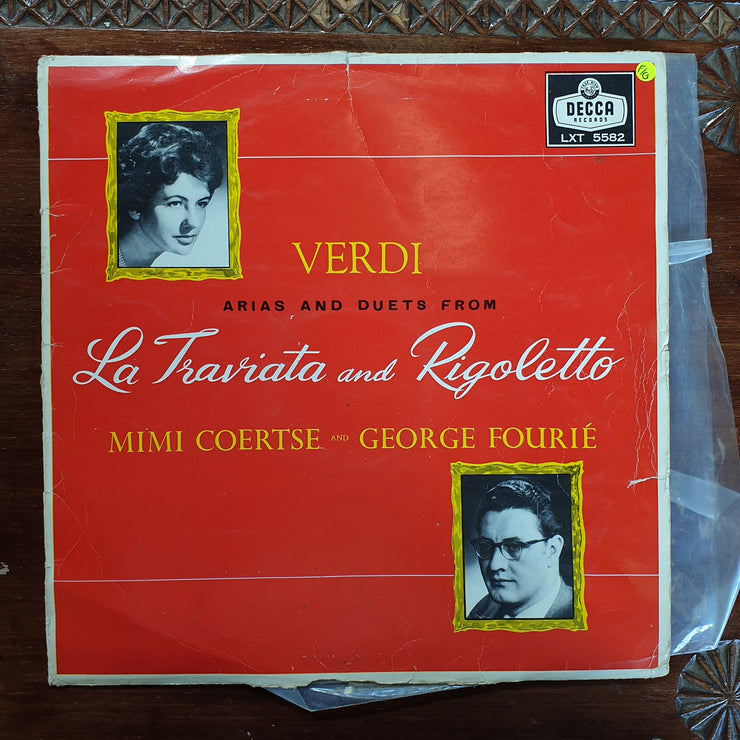 F/G
DECCA
RECORDS
LXT 5582
VERDI
ARIAS AND DUETS FROM
La Traviata and Rigoletto
MIMI COERTSE AND GEORGE FOURIÉ